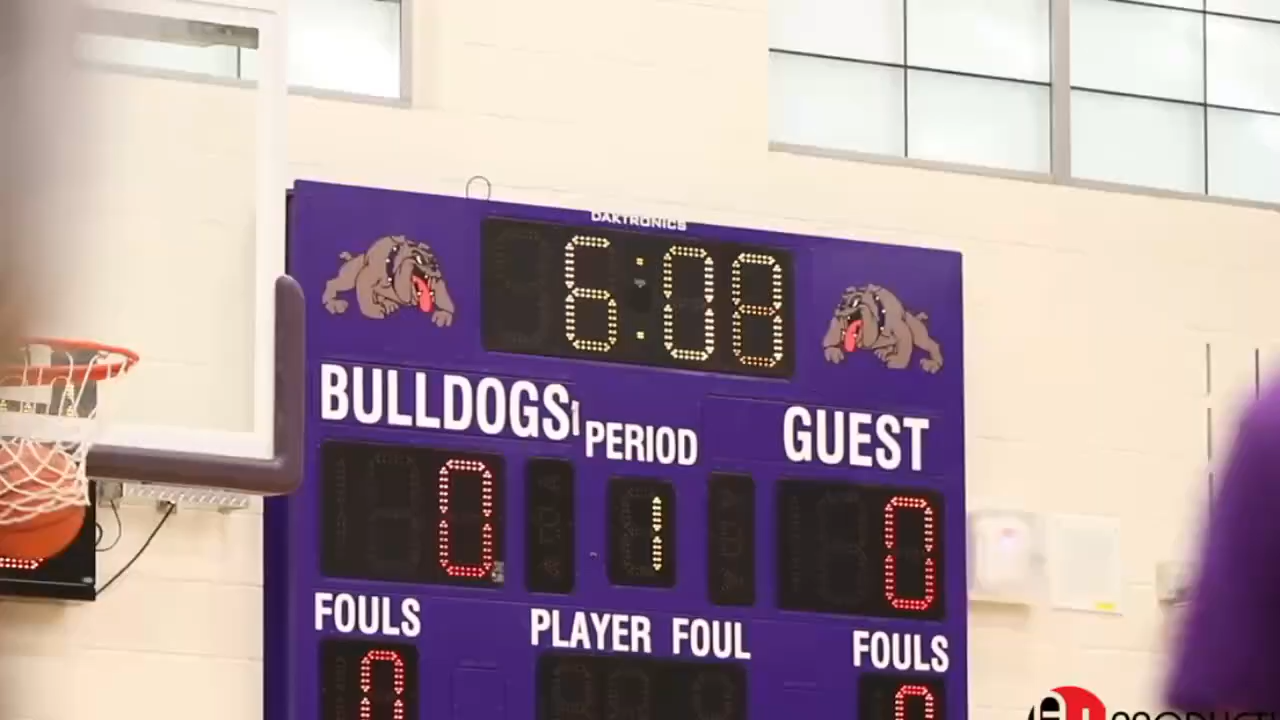 DAKTRONICS
6:08
BULLDOGS
PERIOD
GUEST
0
1
0
FOULS
PLAYER FOUL
FOULS
0
0